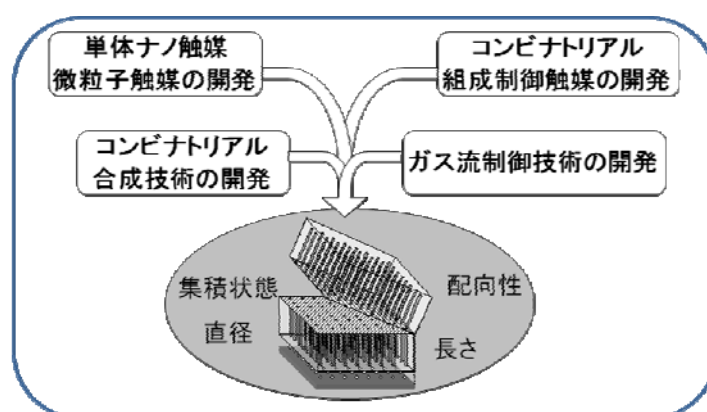 単体ナノ触媒
微粒子触媒の開発
コンビナトリアル
組成制御触媒の開発
コンビナトリアル
合成技術の開発
ガス流制御技術の開発
集積状態
配向性
直径
長さ